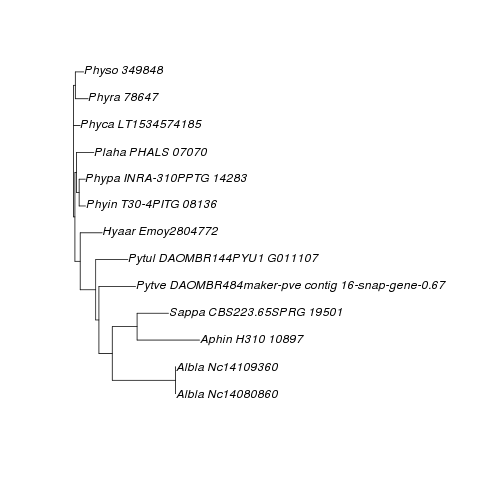 Physo 349848
Phyra 78647
Phyca LT1534574185
Plaha PHALS 07070
Phypa INRA-310PPTG 14283
Phyin T30-4PITG 08136
Hyaar Emoy2804772
Pytul DAOMBR144PYU1 G011107
Pytve DAOMBR484maker-pve contig 16-snap-gene-0.67
Sappa CBS223.65SPRG 19501
Aphin H310 10897
Albla Nc14109360
Albla Nc14080860